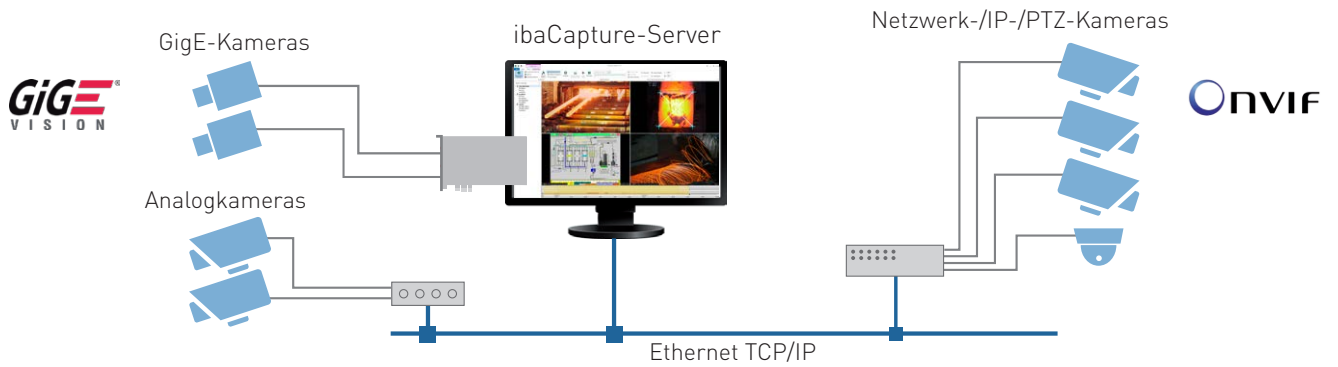 Netzwerk-/IP-/PTZ-Kameras
GigE-Kameras
ibaCapture-Server
GiGE®
VISION
ONVIF
Analogkameras
Ethernet TCP/IP